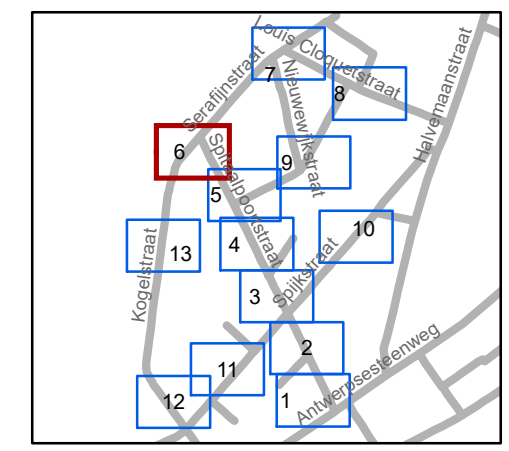 Louis Cloquetstraat
7
Serafijnstraat
Nieuwewijkstraat
8
Halvemaanstraat
6
Spitaalpoortstraat
9
5
4
10
Kogelstraat
13
Spijkstraat
3
2
11
Antwerpsesteenweg
12
1